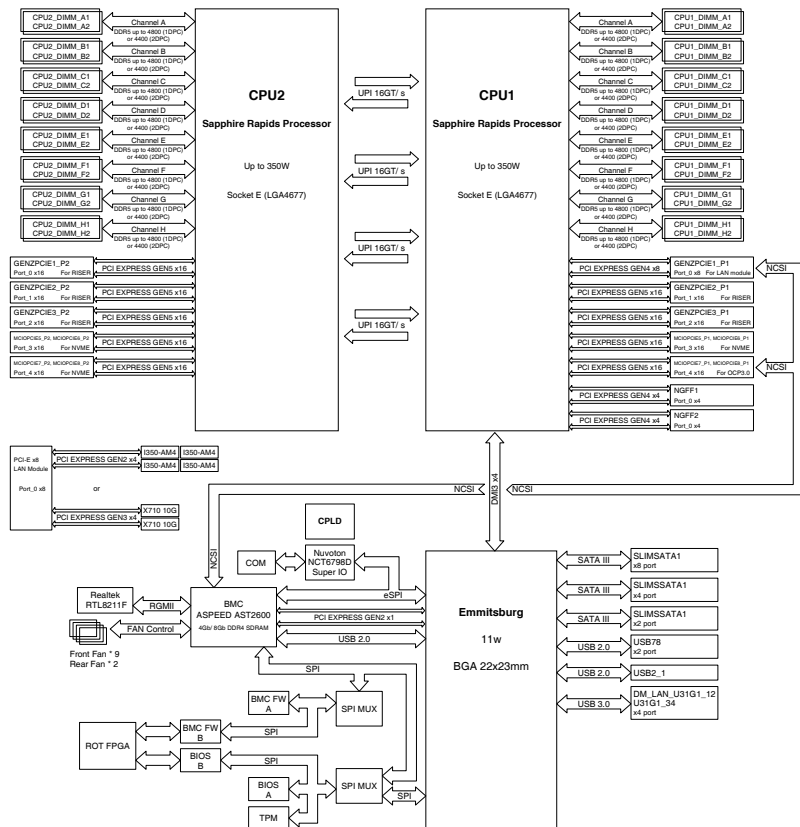 CPU2_DIMM_A1
CPU2_DIMM_A2
Channel A
DDR5 up to 4800 (1DPC)
or 4400 (2DPC)
CPU2_DIMM_B1
CPU2_DIMM_B2
Channel B
DDR5 up to 4800 (1DPC)
or 4400 (2DPC)
CPU2_DIMM_C1
CPU2_DIMM_C2
Channel C
DDR5 up to 4800 (1DPC)
or 4400 (2DPC)
CPU2_DIMM_D1
CPU2_DIMM_D2
Channel D
DDR5 up to 4800 (1DPC)
or 4400 (2DPC)
CPU2_DIMM_E1
CPU2_DIMM_E2
Channel E
DDR5 up to 4800 (1DPC)
or 4400 (2DPC)
CPU2_DIMM_F1
CPU2_DIMM_F2
Channel F
DDR5 up to 4800 (1DPC)
or 4400 (2DPC)
CPU2_DIMM_G1
CPU2_DIMM_G2
Channel G
DDR5 up to 4800 (1DPC)
or 4400 (2DPC)
CPU2_DIMM_H1
CPU2_DIMM_H2
Channel H
DDR5 up to 4800 (1DPC)
or 4400 (2DPC)
GENZPCIE1_P2
Port_0 x16 For RISER
PCI EXPRESS GEN5 x16
GENZPCIE2_P2
Port_1 x16 For RISER
PCI EXPRESS GEN5 x16
GENZPCIE3_P2
Port_2 x16 For RISER
PCI EXPRESS GEN5 x16
MCIOPCIE5_P2, MCIOPCIE6_P2
Port_3 x16 For NVME
PCI EXPRESS GEN5 x16
MCIOPCIE7_P2, MCIOPCIE8_P2
Port_4 x16 For NVME
PCI EXPRESS GEN5 x16
CPU2
Sapphire Rapids Processor
Up to 350W
Socket E (LGA4677)
UPI 16GT/ s
UPI 16GT/ s
UPI 16GT/ s
UPI 16GT/ s
CPU1
Sapphire Rapids Processor
Up to 350W
Socket E (LGA4677)
Channel A
DDR5 up to 4800 (1DPC)
or 4400 (2DPC)
CPU1_DIMM_A1
CPU1_DIMM_A2
Channel B
DDR5 up to 4800 (1DPC)
or 4400 (2DPC)
CPU1_DIMM_B1
CPU1_DIMM_B2
Channel C
DDR5 up to 4800 (1DPC)
or 4400 (2DPC)
CPU1_DIMM_C1
CPU1_DIMM_C2
Channel D
DDR5 up to 4800 (1DPC)
or 4400 (2DPC)
CPU1_DIMM_D1
CPU1_DIMM_D2
Channel E
DDR5 up to 4800 (1DPC)
or 4400 (2DPC)
CPU1_DIMM_E1
CPU1_DIMM_E2
Channel F
DDR5 up to 4800 (1DPC)
or 4400 (2DPC)
CPU1_DIMM_F1
CPU1_DIMM_F2
Channel G
DDR5 up to 4800 (1DPC)
or 4400 (2DPC)
CPU1_DIMM_G1
CPU1_DIMM_G2
Channel H
DDR5 up to 4800 (1DPC)
or 4400 (2DPC)
CPU1_DIMM_H1
CPU1_DIMM_H2
PCI EXPRESS GEN4 x8
GENZPCIE1_P1
Port_0 x8 For LAN module
NCSI
PCI EXPRESS GEN5 x16
GENZPCIE2_P1
Port_1 x16 For RISER
PCI EXPRESS GEN5 x16
GENZPCIE3_P1
Port_2 x16 For RISER
PCI EXPRESS GEN5 x16
MCIOPCIE5_P1, MCIOPCIE6_P1
Port_3 x16 For NVME
PCI EXPRESS GEN5 x16
MCIOPCIE7_P1, MCIOPCIE8_P1
Port_4 x16 For OCP3.0
NCSI
PCI EXPRESS GEN4 x4
NGFF1
Port_0 x4
PCI EXPRESS GEN4 x4
NGFF2
Port_0 x4
PCI-E x8
LAN Module
Port_0 x8
PCI EXPRESS GEN2 x4
I350-AM4 I350-AM4
I350-AM4 I350-AM4
or
PCI EXPRESS GEN3 x4
X710 10G
X710 10G
NCSI
DMI3 x4
NCSI
NCSI
CPLD
COM
Nuvoton
NCT6798D
Super IO
eSPI
Realtek
RTL8211F
RGMII
FAN Control
Front Fan * 9
Rear Fan * 2
BMC
ASPEED AST2600
4Gb/ 8Gb DDR4 SDRAM
PCI EXPRESS GEN2 x1
USB 2.0
SPI
Emmitsburg
11w
BGA 22x23mm
SATA III
SLIMSATA1
x8 port
SATA III
SLIMSSATA1
x4 port
SATA III
SLIMSSATA1
x2 port
USB 2.0
USB78
x2 port
USB 2.0
USB2_1
USB 3.0
DM_LAN_U31G1_12
U31G1_34
x4 port
BMC FW
A
SPI MUX
ROT FPGA
BMC FW
B
SPI
BIOS
B
SPI
BIOS
A
SPI MUX
SPI
TPM